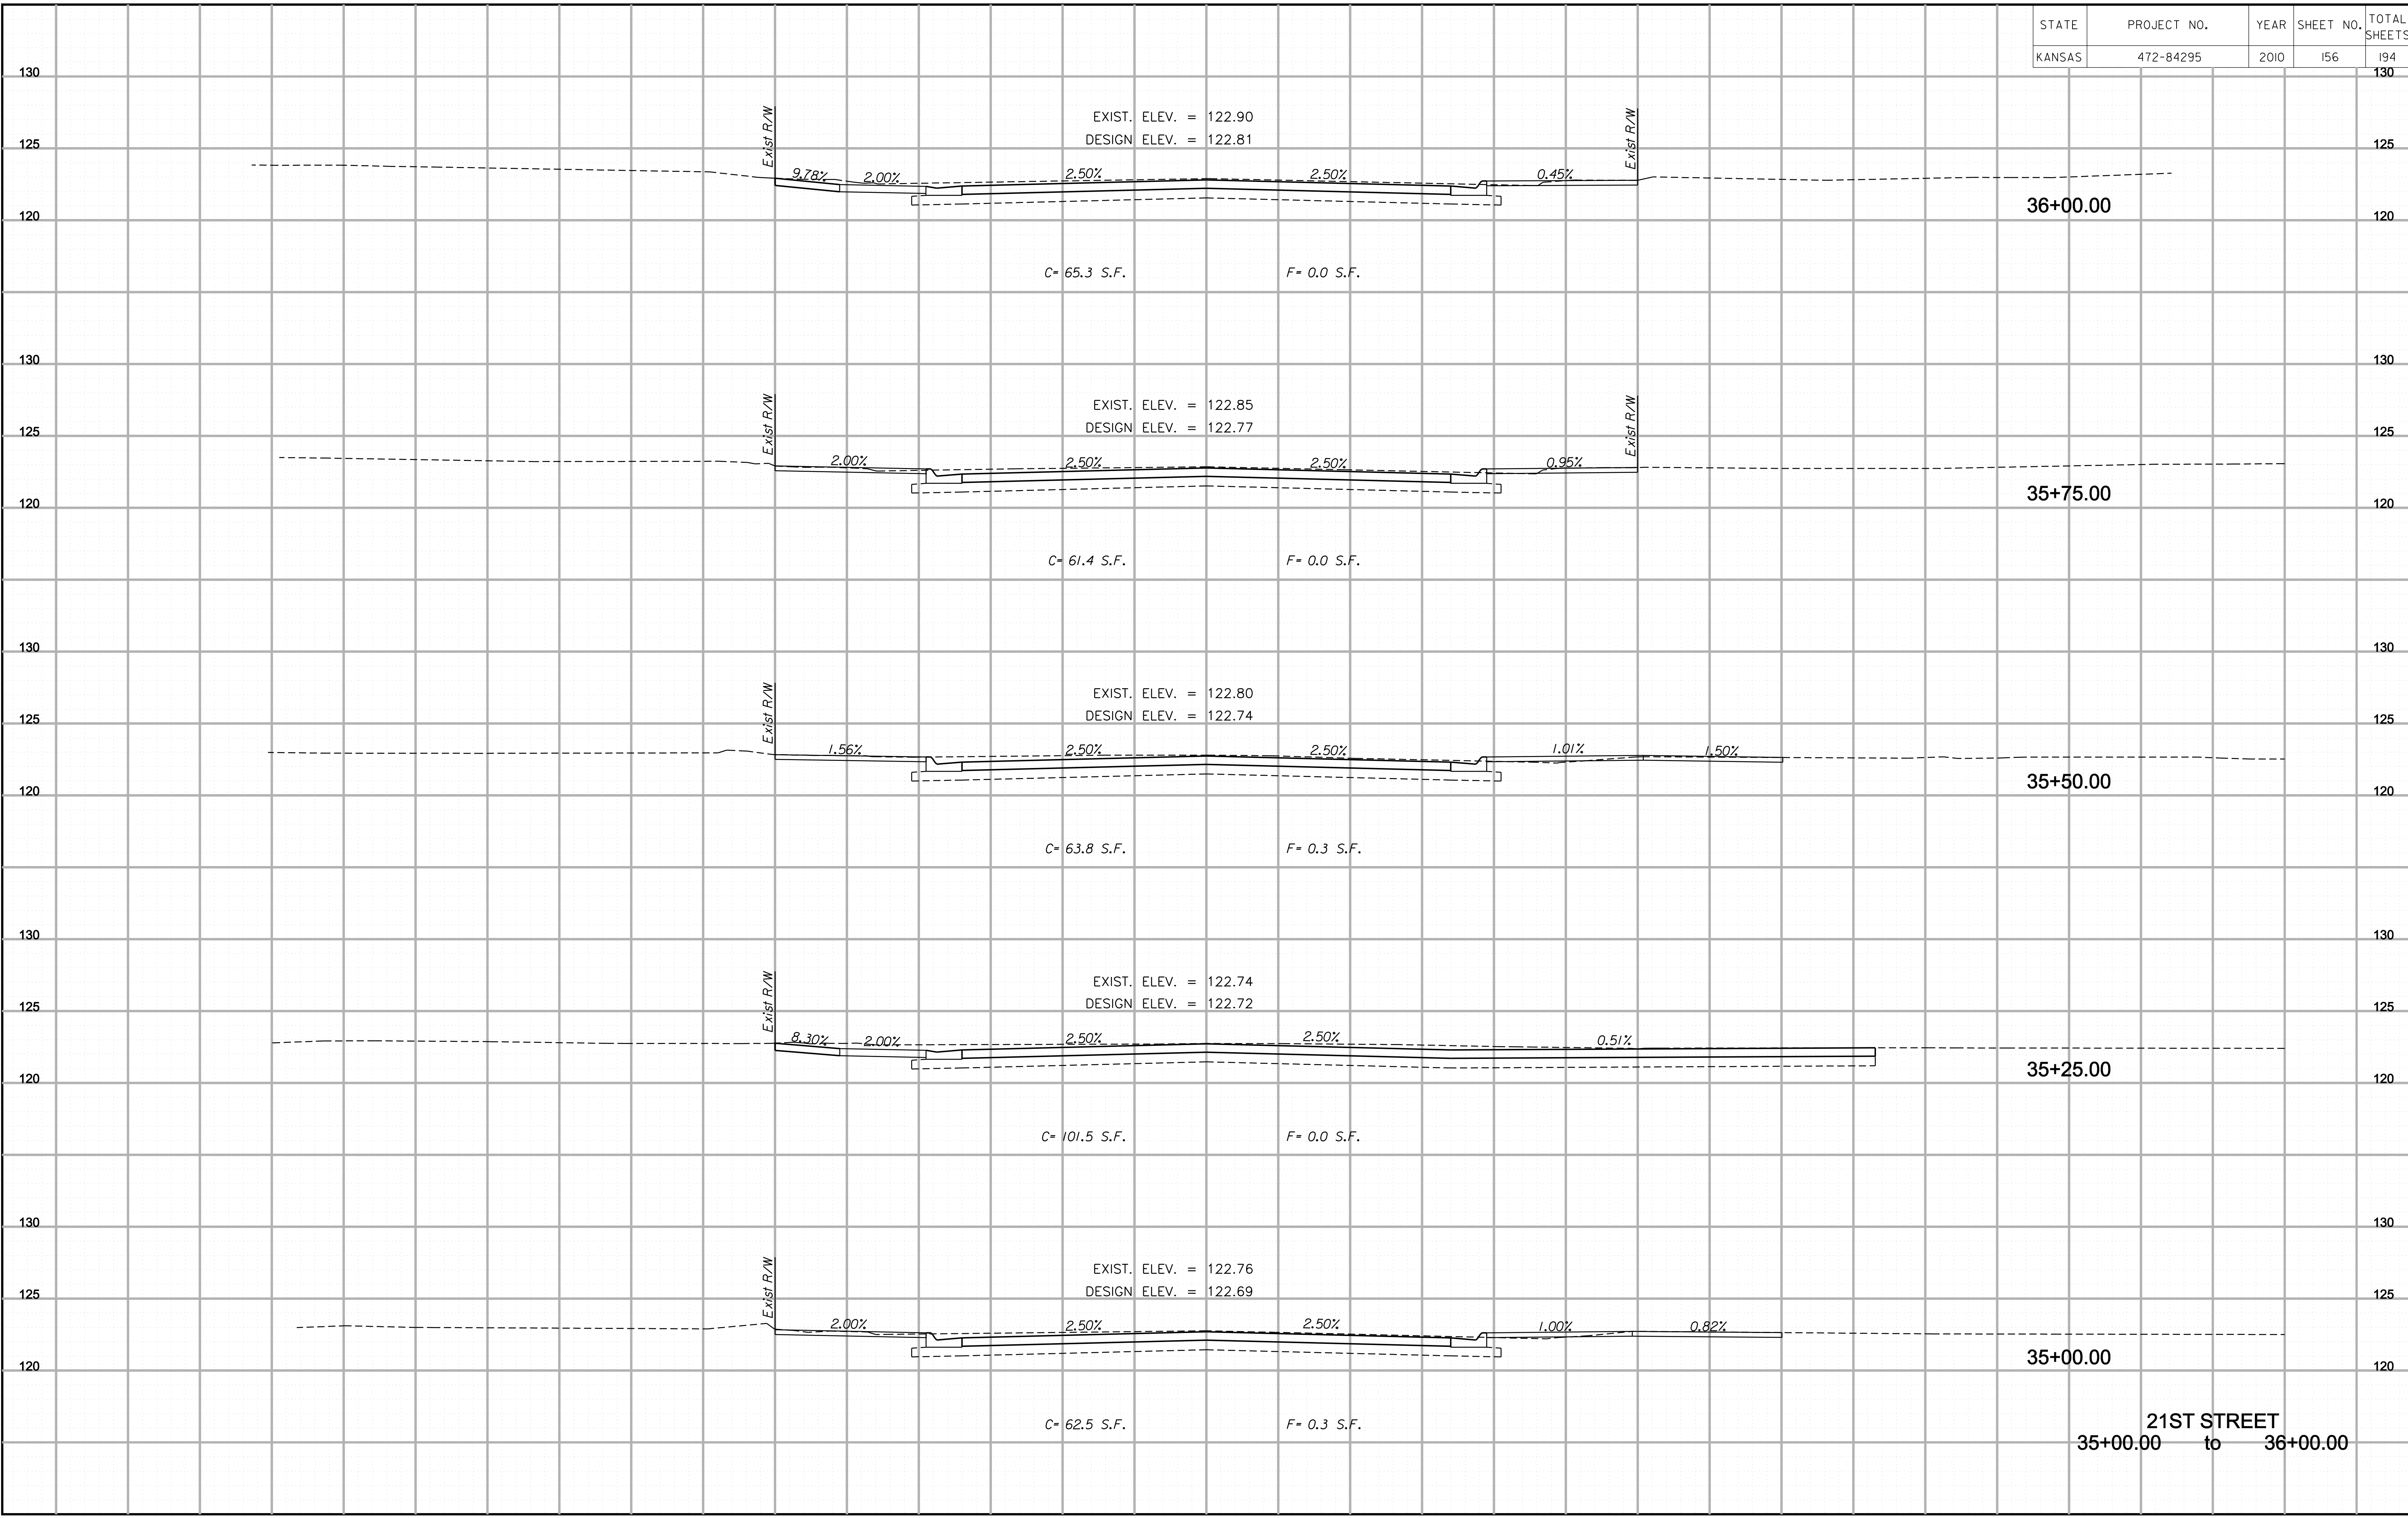 STATE PROJECT NO. YEAR SHEET NO. TOTAL SHEETS
KANSAS 472-84295 2010 156 194
130 130
Exist R/W Exist R/W
EXIST. ELEV. = 122.90
DESIGN ELEV. = 122.81
125 125
9.78% 2.00% 2.50% 2.50% 0.45%
36+00.00
120 120
C= 65.3 S.F. F= 0.0 S.F.
130 130
Exist R/W Exist R/W
EXIST. ELEV. = 122.85
DESIGN ELEV. = 122.77
125 125
2.00% 2.50% 2.50% 0.95%
35+75.00
120 120
C= 61.4 S.F. F= 0.0 S.F.
130 130
Exist R/W
EXIST. ELEV. = 122.80
DESIGN ELEV. = 122.74
125 125
1.56% 2.50% 2.50% 1.01% 1.50%
35+50.00
120 120
C= 63.8 S.F. F= 0.3 S.F.
130 130
Exist R/W
EXIST. ELEV. = 122.74
DESIGN ELEV. = 122.72
125 125
8.30% 2.00% 2.50% 2.50% 0.51%
35+25.00
120 120
C= 101.5 S.F. F= 0.0 S.F.
130 130
Exist R/W
EXIST. ELEV. = 122.76
DESIGN ELEV. = 122.69
125 125
2.00% 2.50% 2.50% 1.00% 0.82%
35+00.00
120 120
C= 62.5 S.F. F= 0.3 S.F.
21ST STREET
35+00.00 to 36+00.00